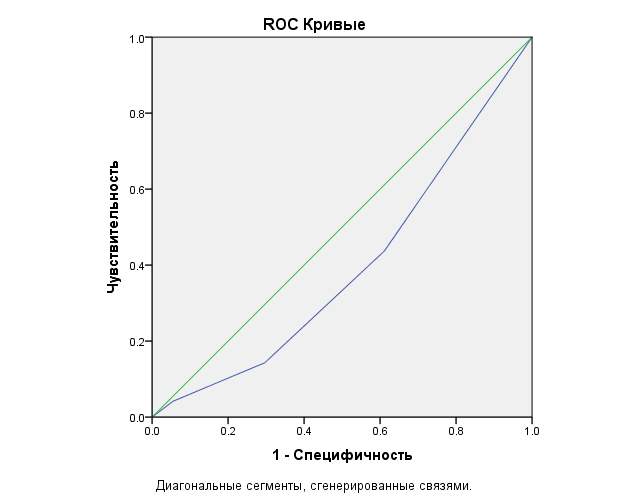 ROC Кривые
1.0
0.8
0.6
0.4
0.2
0.0
Чувствительность
0.0 0.2 0.4 0.6 0.8 1.0
1 - Специфичность
Диагональные сегменты, сгенерированные связями.